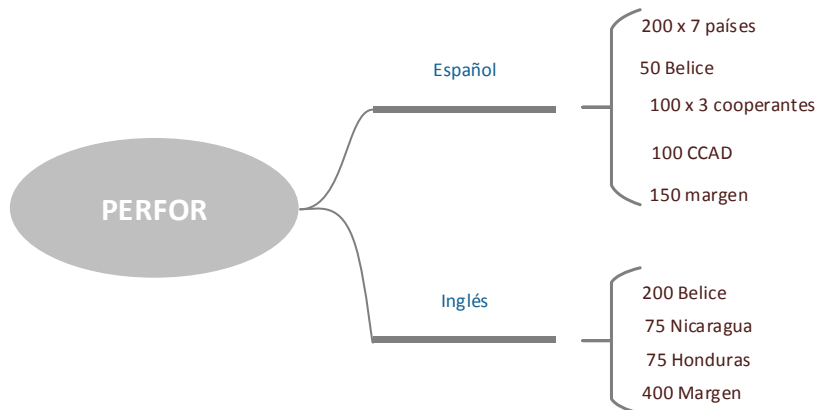 PERFOR
Español
200 x 7 países
50 Belice
100 x 3 cooperantes
100 CCAD
150 margen
Inglés
200 Belice
75 Nicaragua
75 Honduras
400 Margen